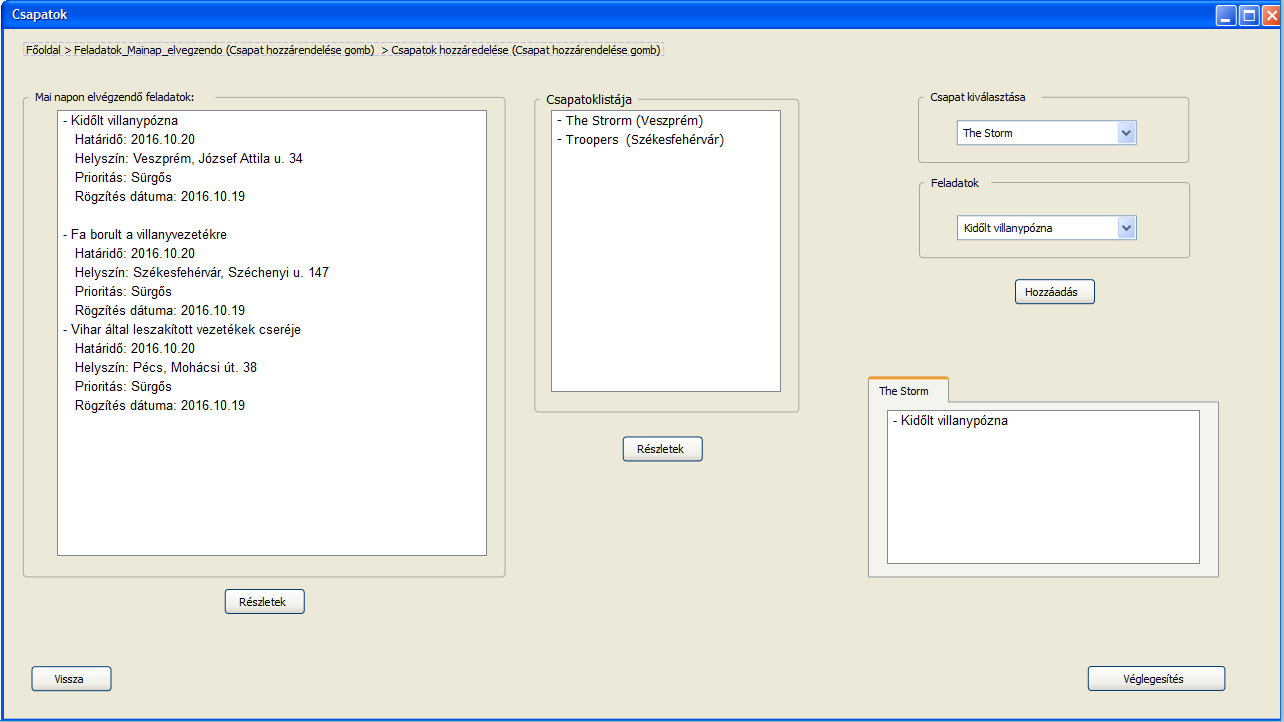 Csapatok
Főoldal > Feladatok_Mainap_elvegzendo (Csapat hozzárendelése gomb) > Csapatok hozzáredelése (Csapat hozzárendelése gomb)
Mai napon elvégzendő feladatok:
- Kidőlt villanypózna
Határidő: 2016.10.20
Helyszín: Veszprém, József Attila u. 34
Prioritás: Sürgős
Rögzítés dátuma: 2016.10.19
- Fa borult a villanyvezetékre
Határidő: 2016.10.20
Helyszín: Székesfehérvár, Széchenyi u. 147
Prioritás: Sürgős
Rögzítés dátuma: 2016.10.19
- Vihar által leszakított vezetékek cseréje
Határidő: 2016.10.20
Helyszín: Pécs, Mohácsi út. 38
Prioritás: Sürgős
Rögzítés dátuma: 2016.10.19
Részletek
Csapatoklistája
- The Strorm (Veszprém)
- Troopers (Székesfehérvár)
Részletek
Csapat kiválasztása
The Storm
Feladatok
Kidőlt villanypózna
Hozzáadás
The Storm
- Kidőlt villanypózna
Vissza
Véglegesítés